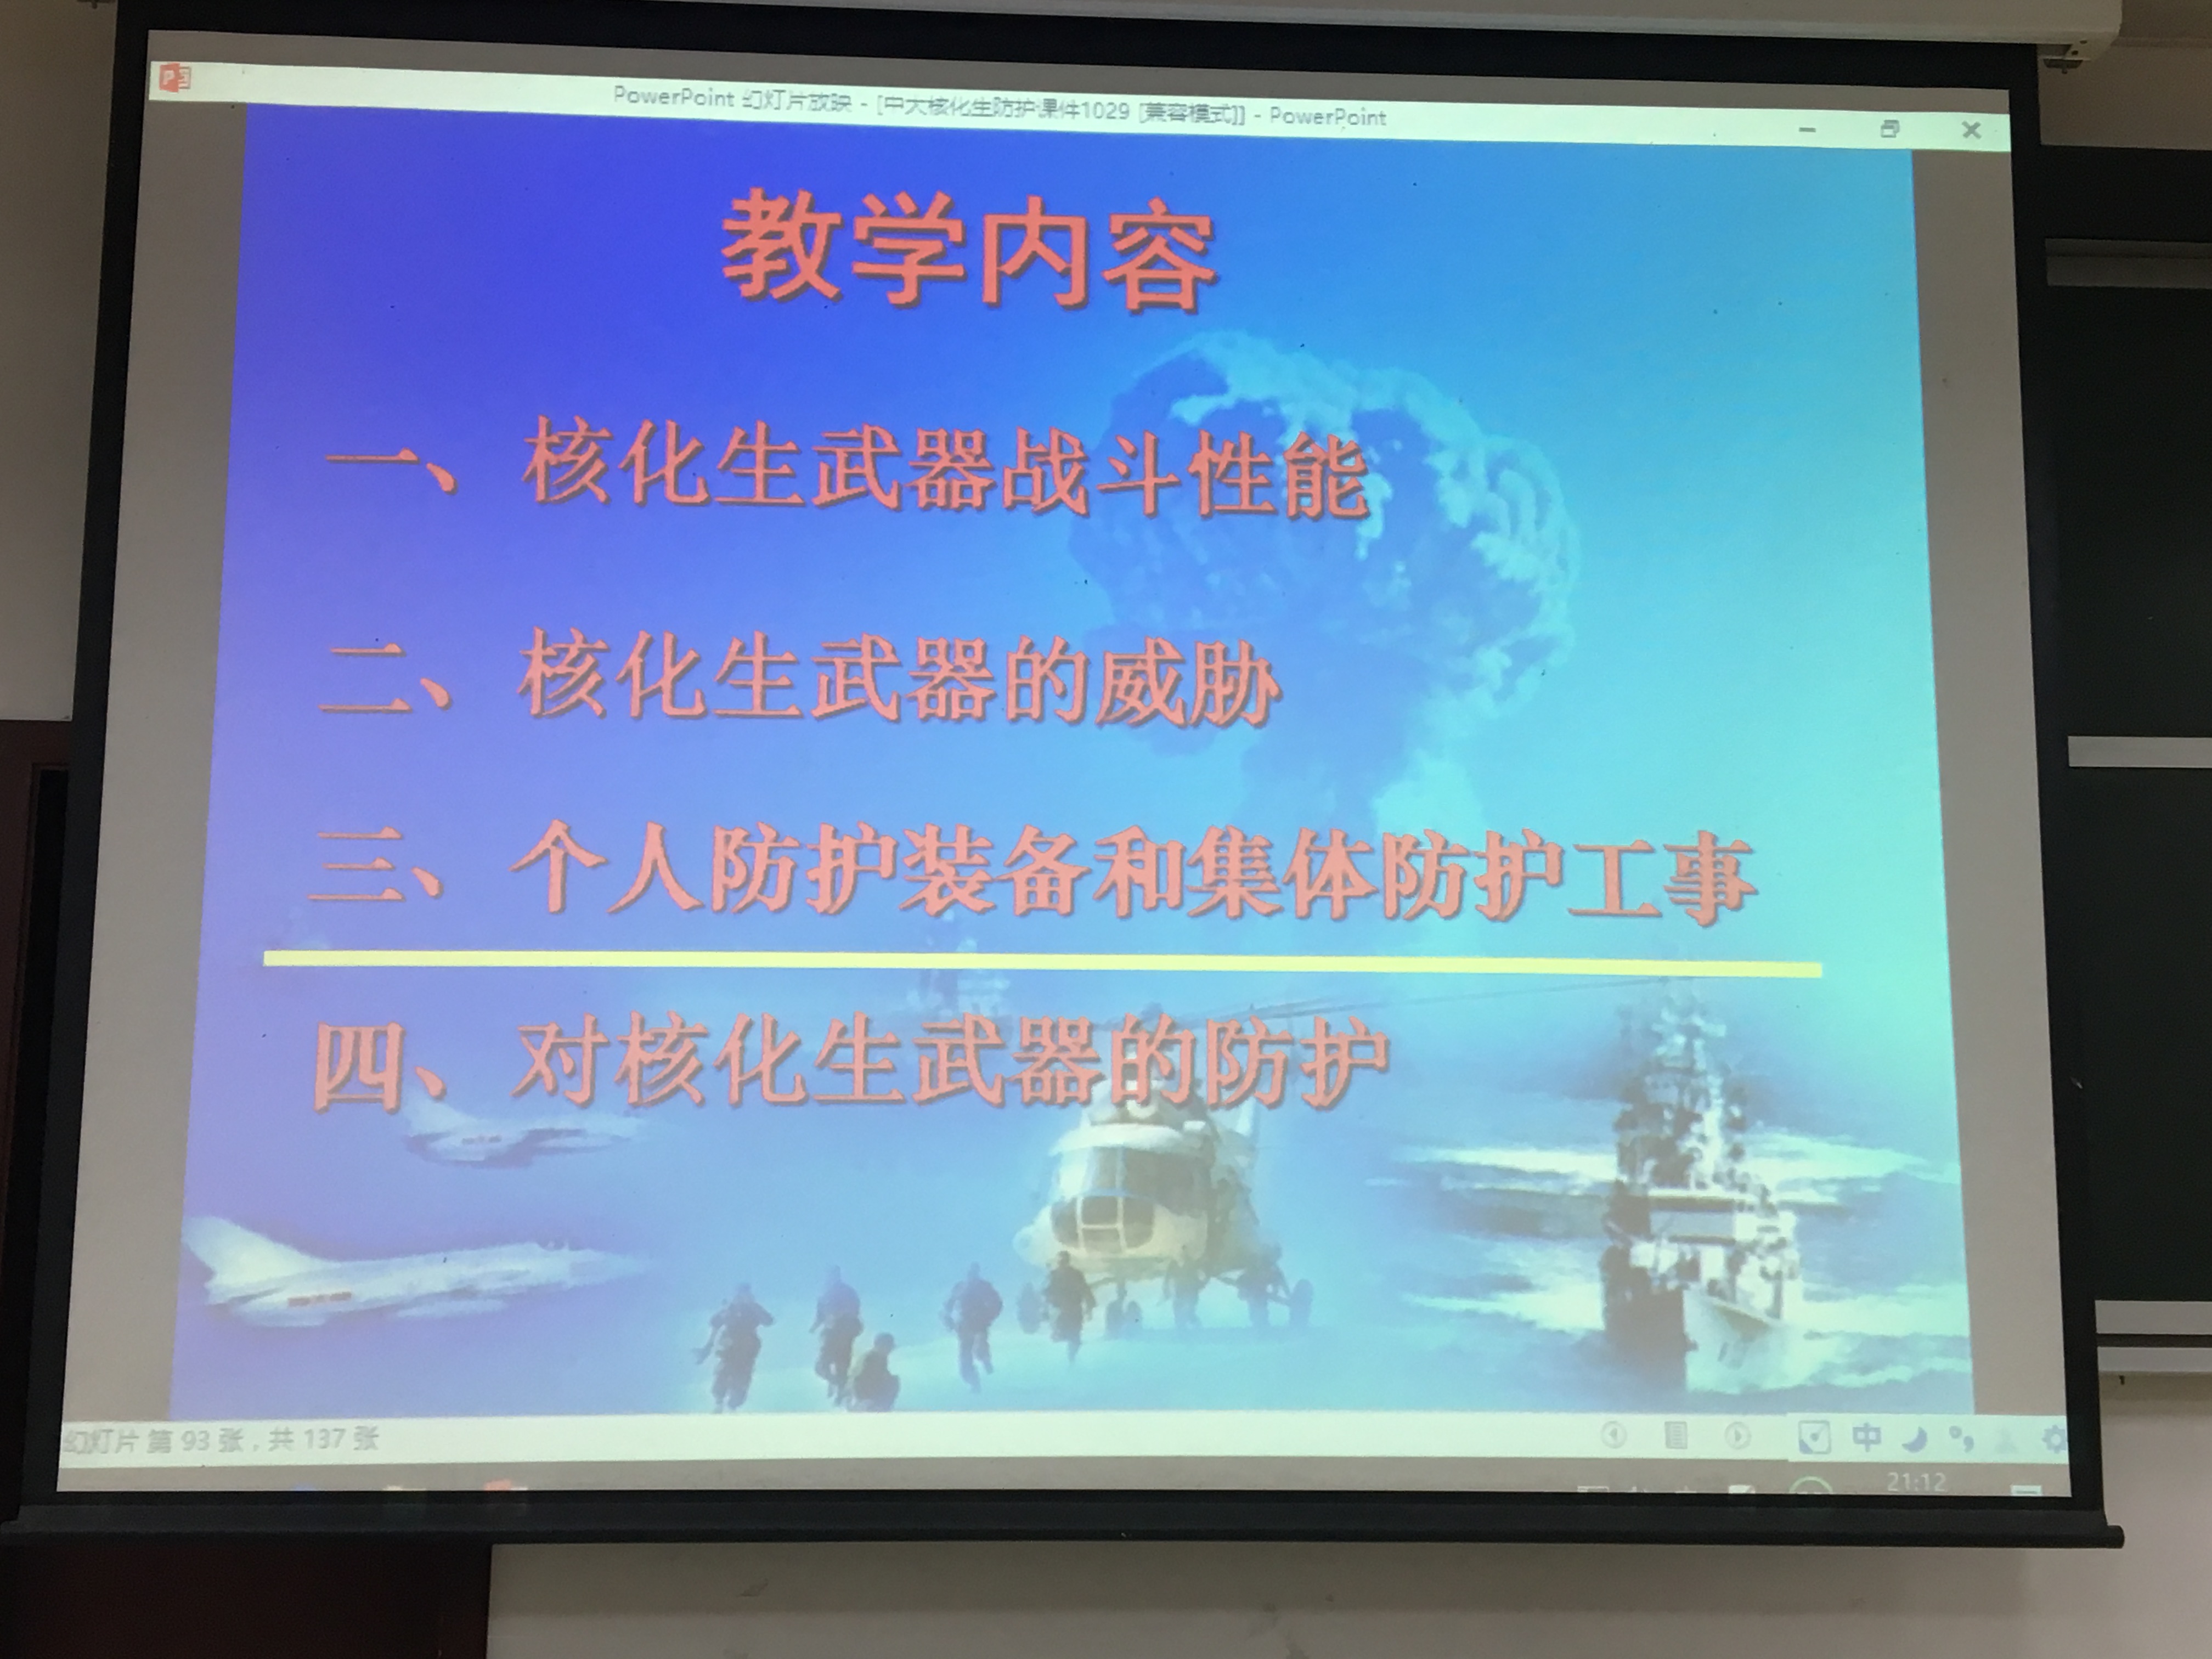 PowerPoint 幻灯片放映 - [中大核化生防护课件1029 [兼容模式]] - PowerPoint
教学内容
一、核化生武器战斗性能
二、核化生武器的威胁
三、个人防护装备和集体防护工事
四、对核化生武器的防护
幻灯片 第 93 张，共 137 张
中
21:12